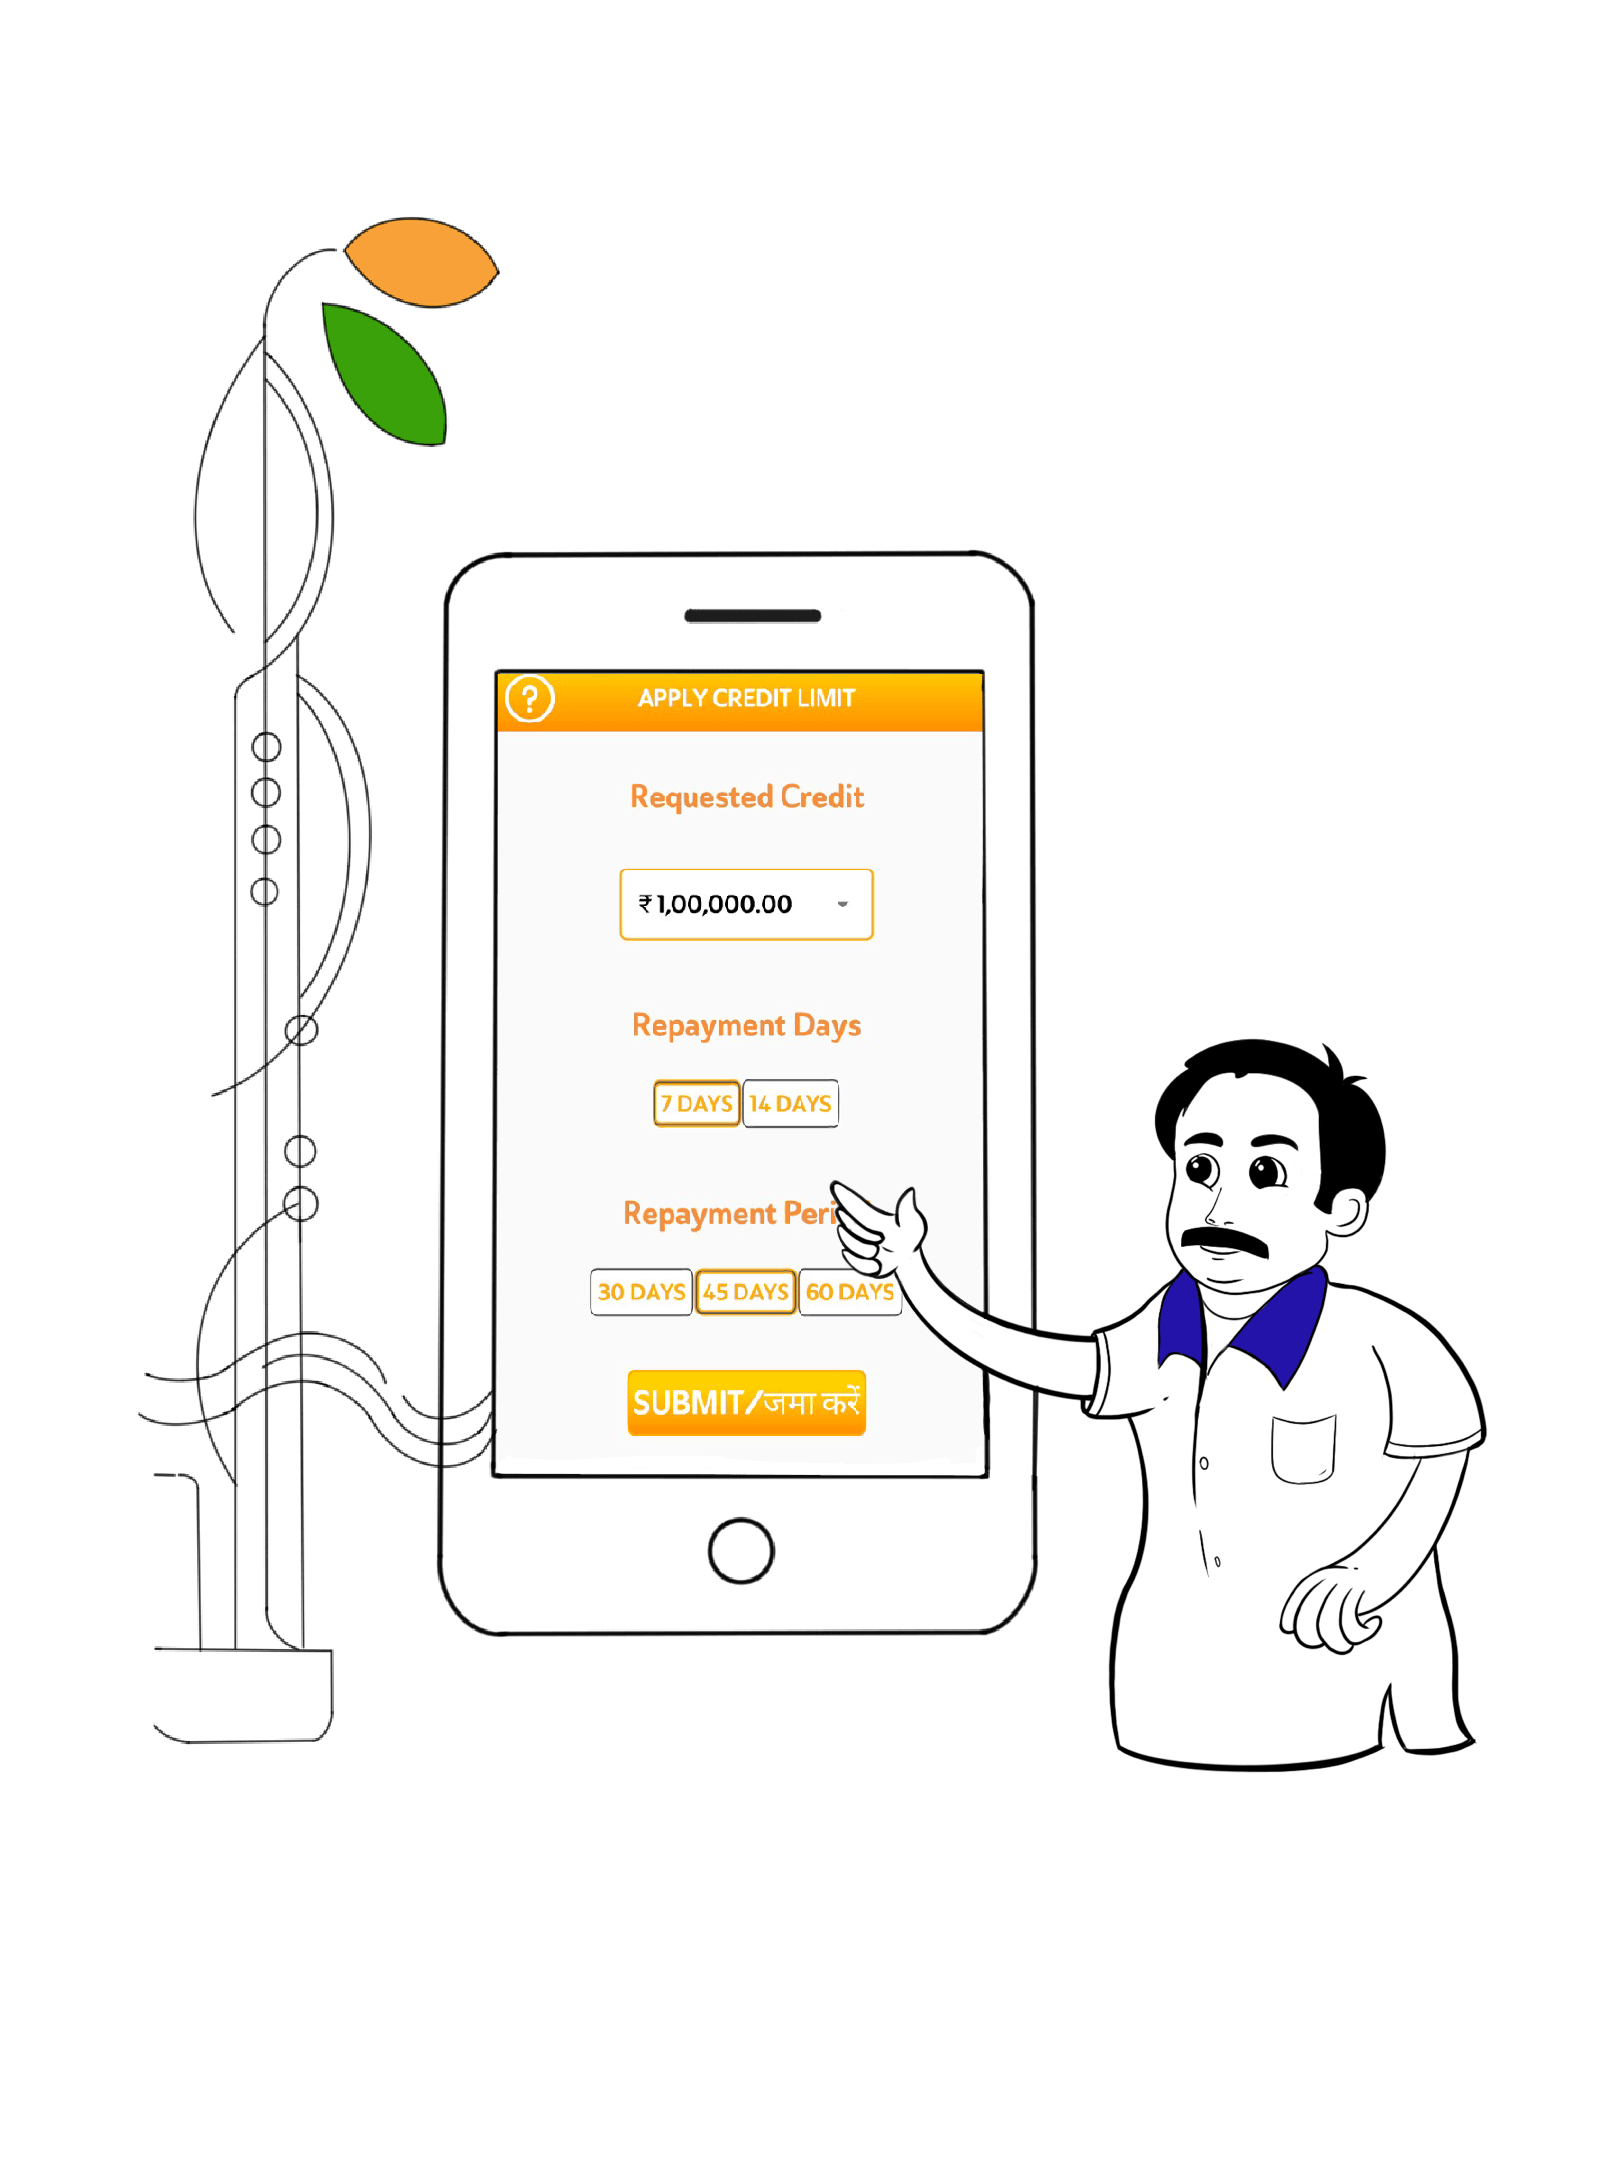 ?
APPLY CREDIT LIMIT
Requested Credit
₹ 1,00,000.00
Repayment Days
7 DAYS 14 DAYS
Repayment
30 DAYS 45 DAYS 60 DAYS
SUBMIT/जमा करें